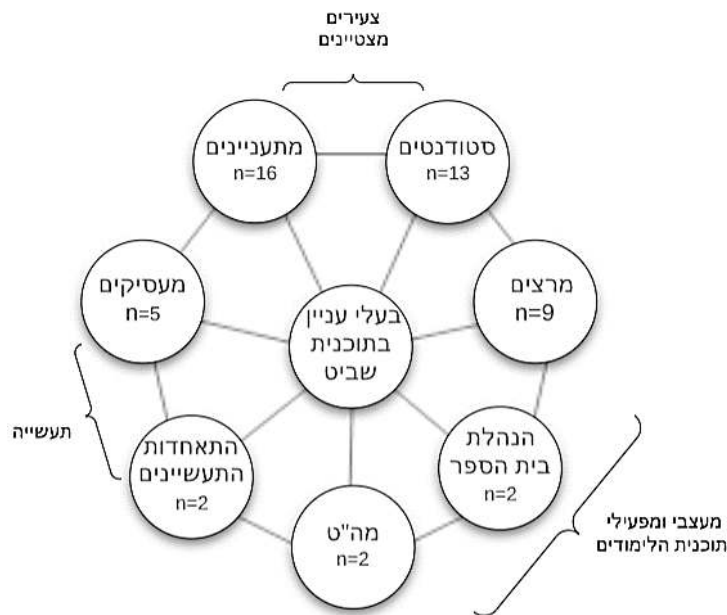 צעירים
מצטיינים
סטודנטים
n=13
מתעניינים
n=16
מרצים
n=9
מעסיקים
n=5
בעלי עניין
בתוכנית
שביט
הנהלת
בית הספר
n=2
התאחדות
התעשיינים
n=2
תעשייה
מה"ט
n=2
מעצבי ומפעילי
תוכנית הלימודים